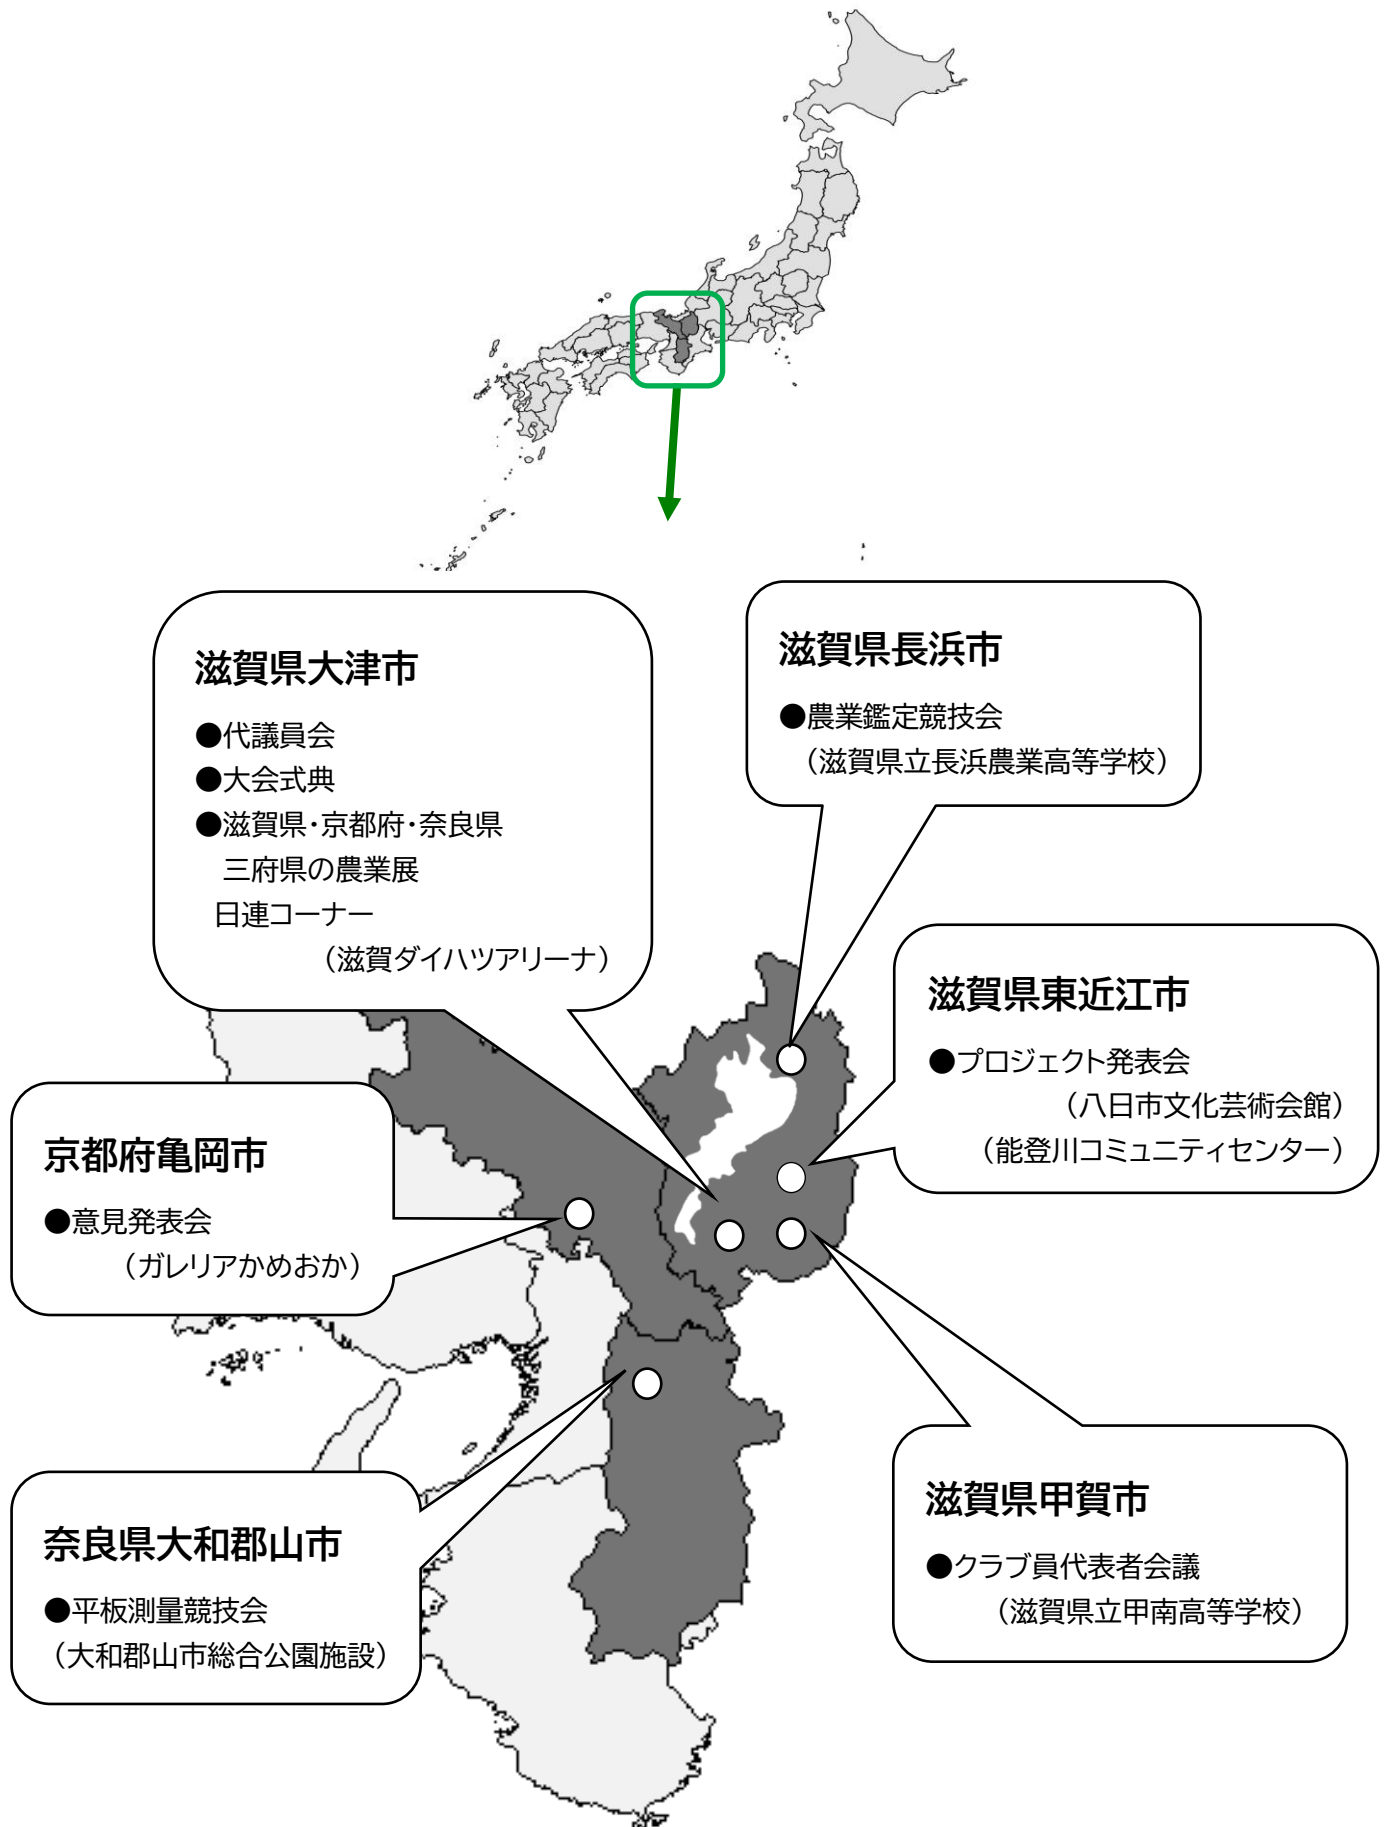 滋賀県大津市
●代議員会
●大会式典
●滋賀県・京都府・奈良県
三府県の農業展
日連コーナー
（滋賀ダイハツアリーナ）
滋賀県長浜市
●農業鑑定競技会
（滋賀県立長浜農業高等学校）
滋賀県東近江市
●プロジェクト発表会
（八日市文化芸術会館）
（能登川コミュニティセンター）
京都府亀岡市
●意見発表会
（ガレリアかめおか）
奈良県大和郡山市
●平板測量競技会
（大和郡山市総合公園施設）
滋賀県甲賀市
●クラブ員代表者会議
（滋賀県立甲南高等学校）